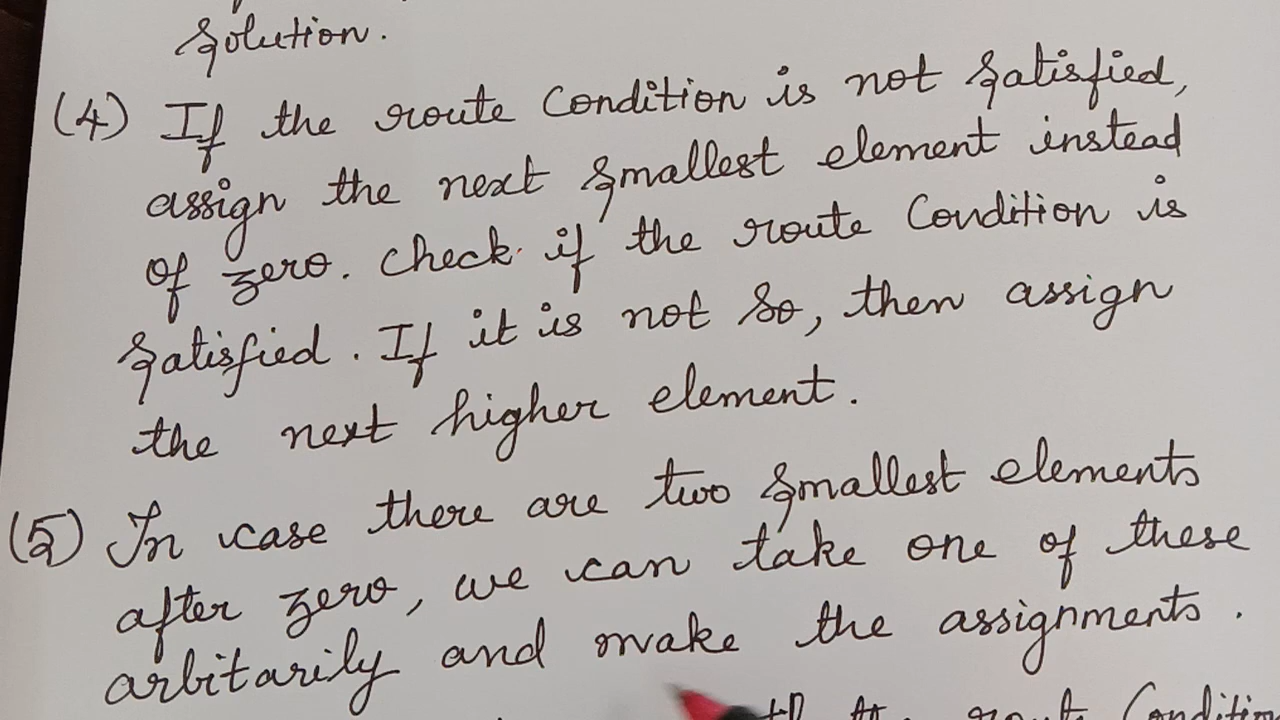 solution.
(4) If the route Condition is not satisfied,
assign the next smallest element instead
of zero. Check if the route Condition is
satisfied. If it is not so, then assign
the next higher element.
(5) In case there are two smallest elements
after zero, we can take one of these
arbitarily and make the assignments.
route Condition